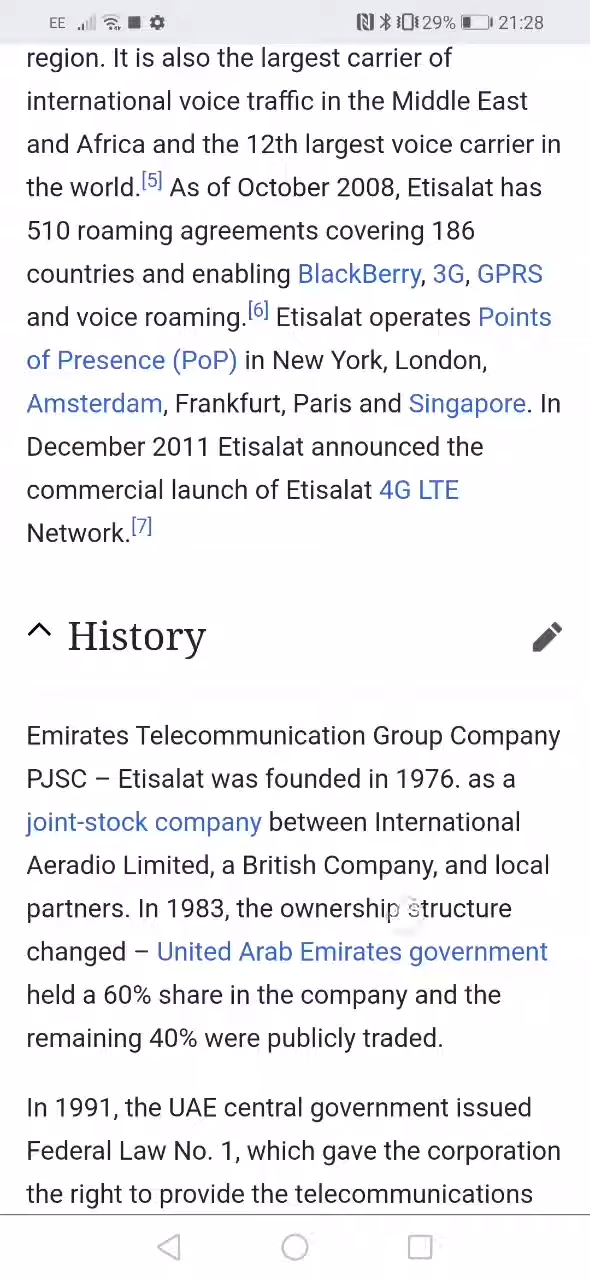 EE 29% 21:28
region. It is also the largest carrier of
international voice traffic in the Middle East
and Africa and the 12th largest voice carrier in
the world.[5] As of October 2008, Etisalat has
510 roaming agreements covering 186
countries and enabling BlackBerry, 3G, GPRS
and voice roaming.[6] Etisalat operates Points
of Presence (PoP) in New York, London,
Amsterdam, Frankfurt, Paris and Singapore. In
December 2011 Etisalat announced the
commercial launch of Etisalat 4G LTE
Network.[7]
History
Emirates Telecommunication Group Company
PJSC – Etisalat was founded in 1976. as a
joint-stock company between International
Aeradio Limited, a British Company, and local
partners. In 1983, the ownership structure
changed – United Arab Emirates government
held a 60% share in the company and the
remaining 40% were publicly traded.
In 1991, the UAE central government issued
Federal Law No. 1, which gave the corporation
the right to provide the telecommunications